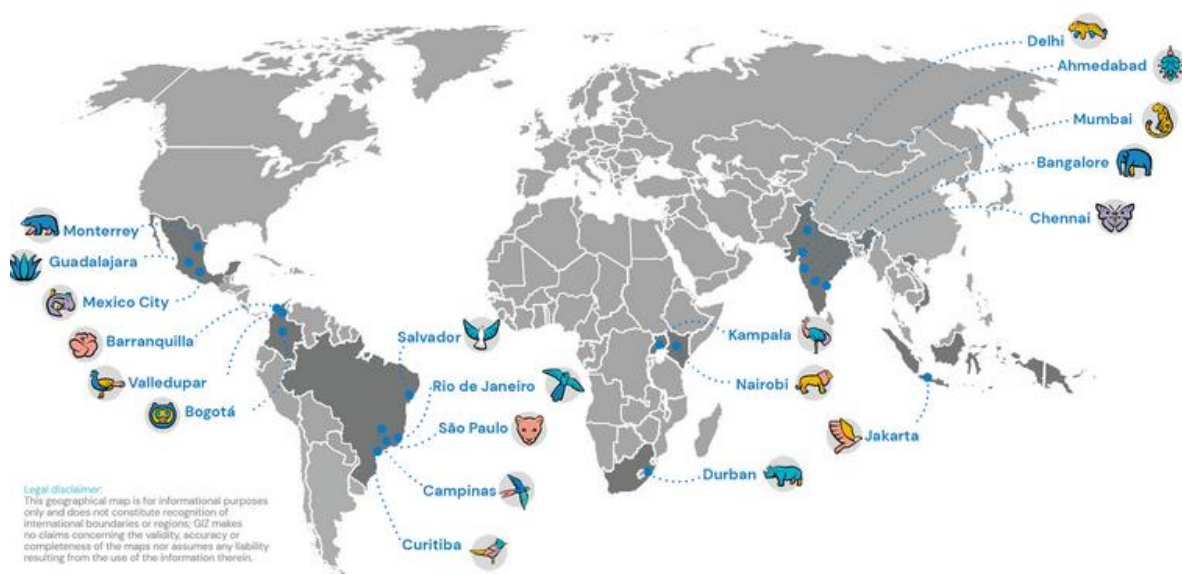 Delhi
Ahmedabad
Mumbai
Bangalore
Chennai
Monterrey
Guadalajara
Mexico City
Barranquilla
Valledupar
Bogotá
Salvador
Rio de Janeiro
São Paulo
Campinas
Curitiba
Kampala
Nairobi
Jakarta
Durban
Legal disclaimer:
This geographical map is for informational purposes
only and does not constitute recognition of
international boundaries or regions; GIZ makes
no claims concerning the validity, accuracy or
completeness of the maps nor assumes any liability
resulting from the use of the information therein.